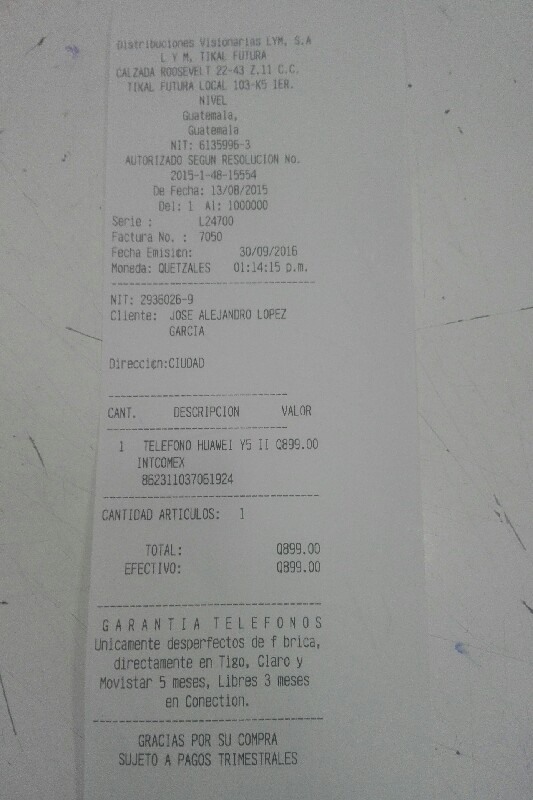 Distribuciones Visionarias LYM, S.A
L Y M, TIKAL FUTURA
CALZADA ROOSEVELT 22-43 Z.11 C.C.
TIKAL FUTURA LOCAL 103-K5 1ER.
NIVEL
Guatemala,
Guatemala
NIT: 6135996-3
AUTORIZADO SEGUN RESOLUCION No.
2015-1-48-15554
De Fecha: 13/08/2015
Del: 1 Al: 1000000
Serie : L24700
Factura No. : 7050
Fecha Emision: 30/09/2016
Moneda: QUETZALES 01:14:15 p.m.
NIT: 2936026-9
Cliente: JOSE ALEJANDRO LOPEZ
GARCIA
Direccion:CIUDAD
CANT. DESCRIPCION VALOR
1 TELEFONO HUAWEI Y5 II Q899.00
INTCOMEX
862311037061924
CANTIDAD ARTICULOS: 1
TOTAL: Q899.00
EFECTIVO: Q899.00
G A R A N T I A T E L E F O N O S
Unicamente desperfectos de f brica,
directamente en Tigo, Claro y
Movistar 5 meses, Libres 3 meses
en Conection.
GRACIAS POR SU COMPRA
SUJETO A PAGOS TRIMESTRALES